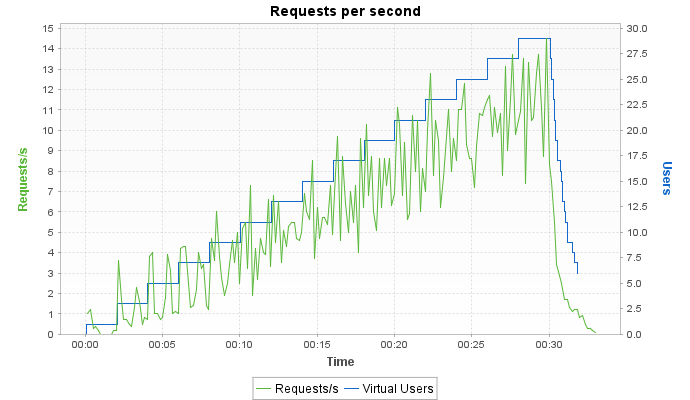 Requests per second
15 30.0
14
13 27.5
12 25.0
11 22.5
10 20.0
9
8 17.5
7 15.0
6 12.5
5 10.0
4
3 7.5
2 5.0
1 2.5
0 0.0
Requests/s
Users
00:00 00:05 00:10 00:15 00:20 00:25 00:30
Time
Requests/s Virtual Users